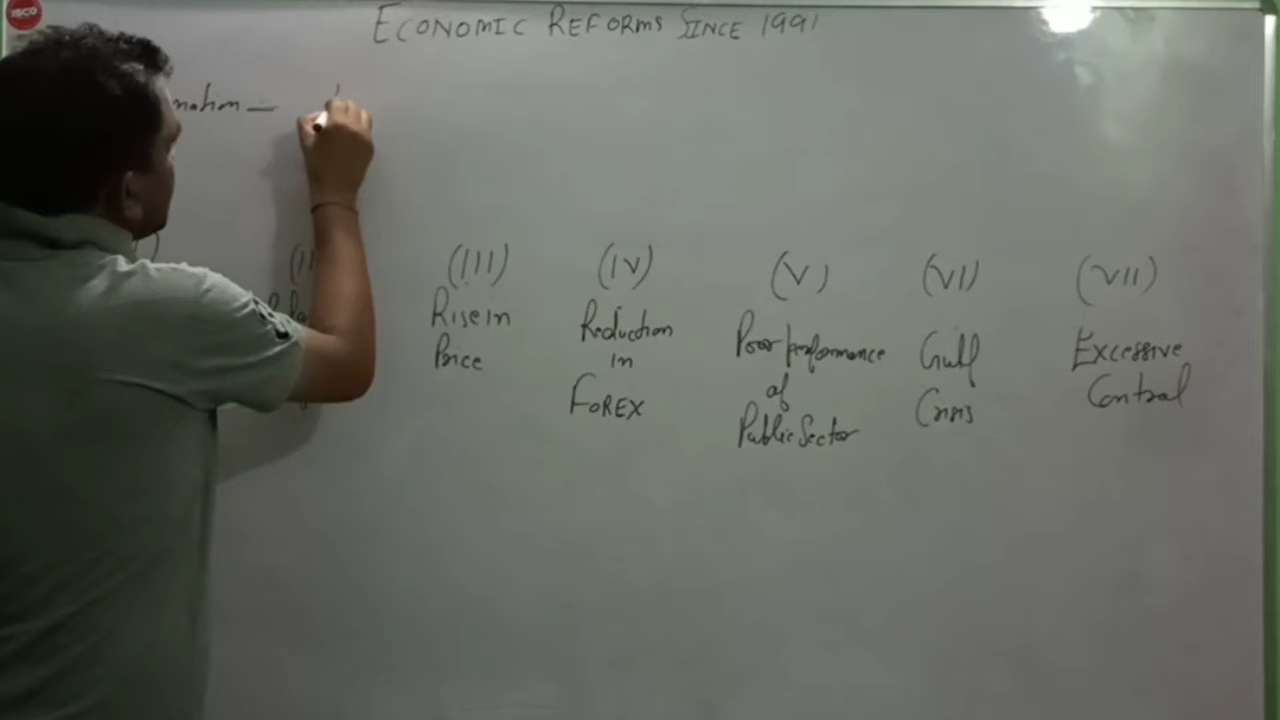 ISCO
ECONOMIC REFORMS SINCE 1991
(III)
Rise in
Price
(IV)
Reduction
in
FOREX
(V)
Poor performance
of
Public Sector
(VI)
Gulf
Crisis
(VII)
EXCESSIVE
Control